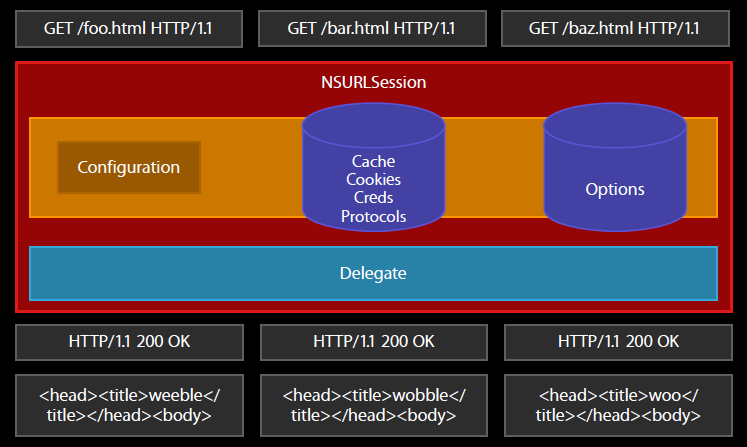 GET /foo.html HTTP/1.1
GET /bar.html HTTP/1.1
GET /baz.html HTTP/1.1
NSURLSession
Configuration
Cache
Cookies
Creds
Protocols
Options
Delegate
HTTP/1.1 200 OK
HTTP/1.1 200 OK
HTTP/1.1 200 OK
<head><title>weeble</
title></head><body>
<head><title>wobble</
title></head><body>
<head><title>woo</
title></head><body>